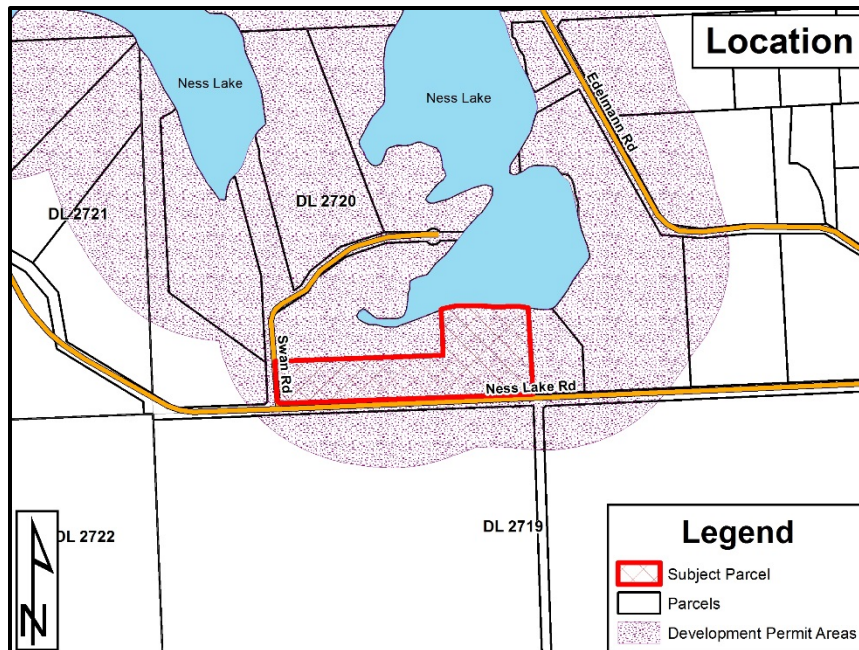 Location
Ness Lake
Ness Lake
Edelmann Rd
DL 2721
DL 2720
Swan Rd
Ness Lake Rd
DL 2722
DL 2719
N
Legend
Subject Parcel
Parcels
Development Permit Areas